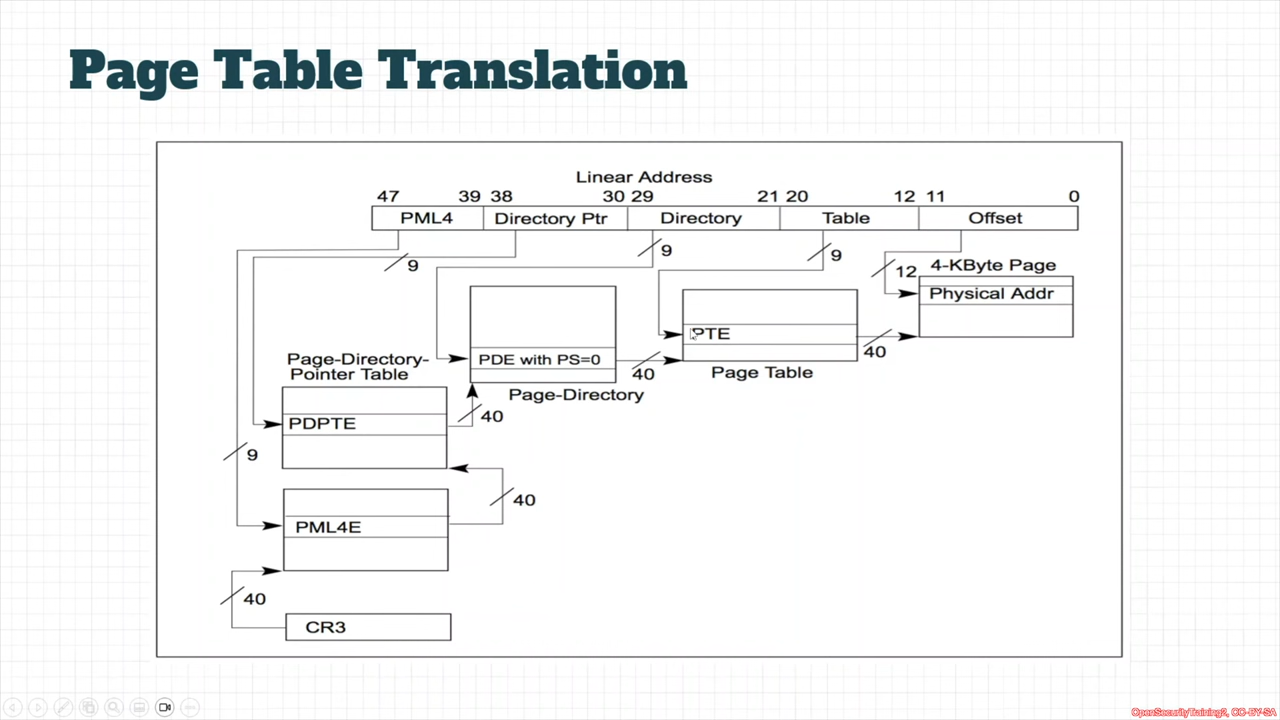 Page Table Translation
Linear Address
47 39 38 30 29 21 20 12 11 0
PML4 Directory Ptr Directory Table Offset
9
9
9
12
4-KByte Page
Physical Addr
PTE
40
Page Table
PDE with PS=0
40
Page-Directory
Page-Directory-
Pointer Table
PDPTE
40
9
PML4E
40
40
CR3
OpenSecurityTraining2, CC-BY-SA